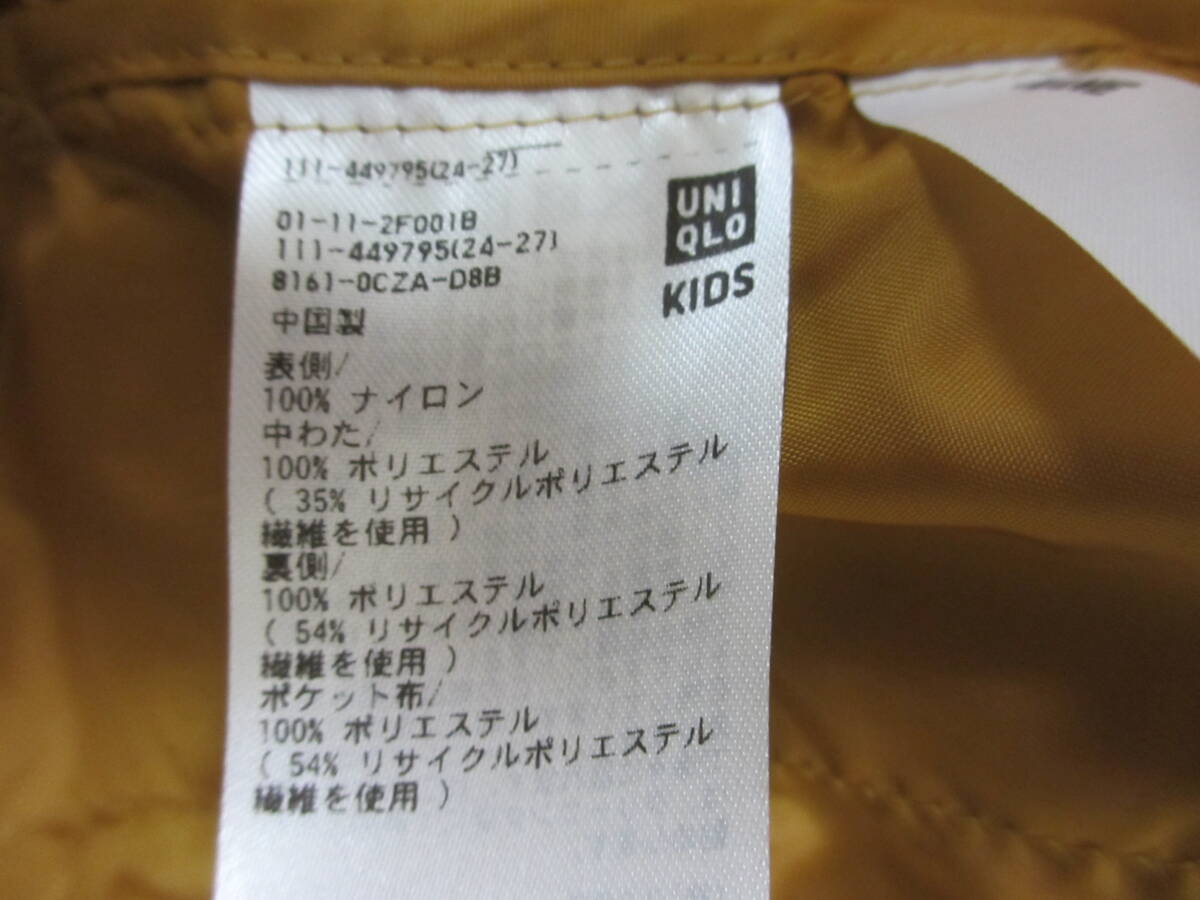 111-449795(24-27)
UNI
QLO
KIDS
01-11-2F001B
111-449795(24-27)
8161-0CZA-D8B
中国製
表側/
100% ナイロン
中わた/
100% ポリエステル
( 35% リサイクルポリエステル
繊維を使用 )
裏側/
100% ポリエステル
( 54% リサイクルポリエステル
繊維を使用 )
ポケット布/
100% ポリエステル
( 54% リサイクルポリエステル
繊維を使用 )